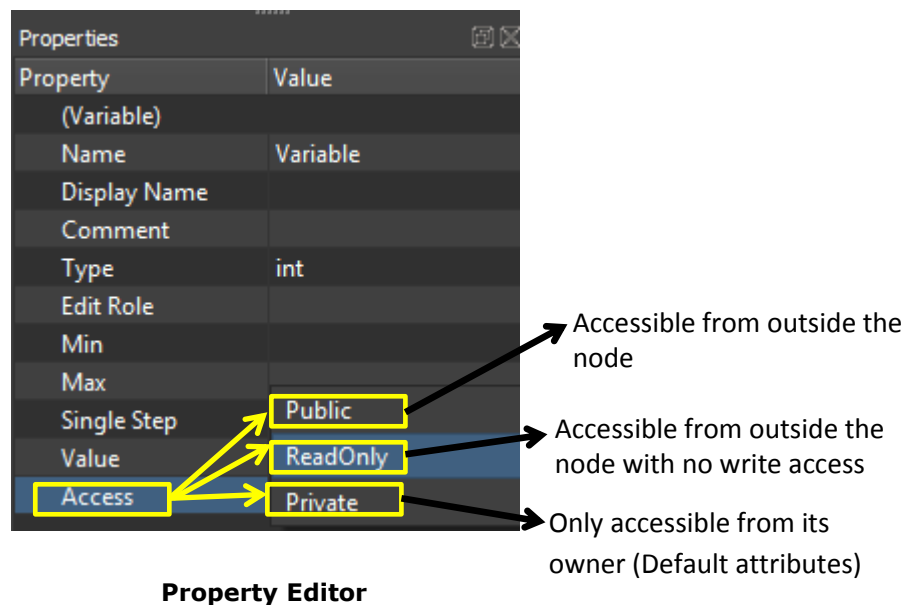 Properties
Property Value
(Variable)
Name Variable
Display Name
Comment
Type int
Edit Role
Min
Max
Single Step
Value
Access
Public
ReadOnly
Private
Accessible from outside the
node
Accessible from outside the
node with no write access
Only accessible from its
owner (Default attributes)
Property Editor